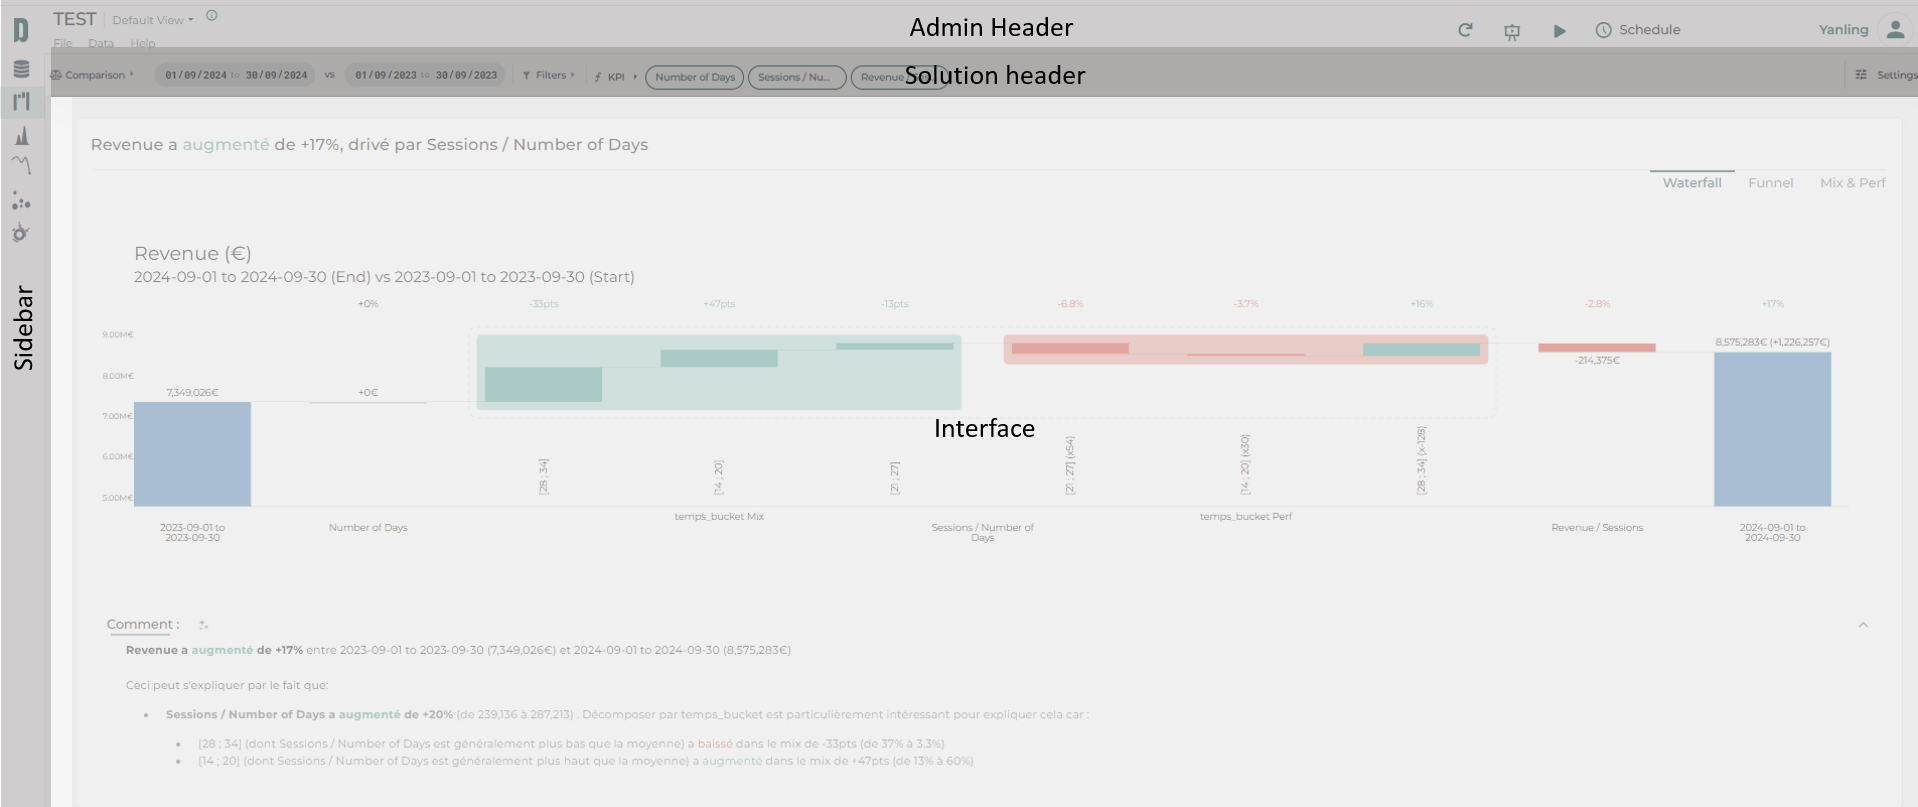 TEST Default View
Admin Header
Schedule
Yanling
File Data Help
Comparison 01/09/2024 to 30/09/2024 vs 01/09/2023 to 30/09/2023 Filters KPI Number of Days Sessions / Nu... Revenue
Solution header
Settings
Revenue a augmenté de +17%, drivé par Sessions / Number of Days
Waterfall Funnel Mix & Perf
Sidebar
Revenue (€)
2024-09-01 to 2024-09-30 (End) vs 2023-09-01 to 2023-09-30 (Start)
+0% -33pts +47pts -13pts -6.8% -3.7% +16% -2.8% +17%
9.00M€
8,575,283€ (+1,226,257€)
-214,375€
8.00M€
7,349,026€ +0€
7.00M€
Interface
6.00M€
5.00M€
[28 ; 34] [14 ; 20] [21 ; 27] [21 ; 27] (x54) [14 ; 20] (x30) [28 ; 34] (x-128)
temps_bucket Mix temps_bucket Perf
2023-09-01 to Number of Days Sessions / Number of Revenue / Sessions 2024-09-01 to
2023-09-30 Days 2024-09-30
Comment :
Revenue a augmenté de +17% entre 2023-09-01 to 2023-09-30 (7,349,026€) et 2024-09-01 to 2024-09-30 (8,575,283€)
Ceci peut s'expliquer par le fait que:
Sessions / Number of Days a augmenté de +20% (de 239,136 à 287,213) . Décomposer par temps_bucket est particulièrement intéressant pour expliquer cela car :
[28 ; 34] (dont Sessions / Number of Days est généralement plus bas que la moyenne) a baissé dans le mix de -33pts (de 37% à 3.3%)
[14 ; 20] (dont Sessions / Number of Days est généralement plus haut que la moyenne) a augmenté dans le mix de +47pts (de 13% à 60%)